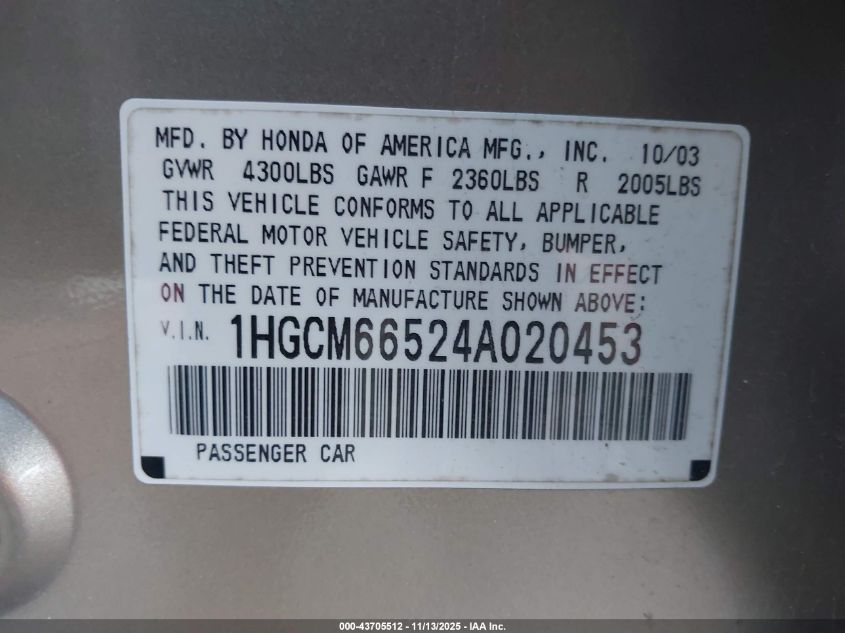 MFD. BY HONDA OF AMERICA MFG., INC. 10/03
GVWR 4300LBS GAWR F 2360LBS R 2005LBS
THIS VEHICLE CONFORMS TO ALL APPLICABLE
FEDERAL MOTOR VEHICLE SAFETY, BUMPER,
AND THEFT PREVENTION STANDARDS IN EFFECT
ON THE DATE OF MANUFACTURE SHOWN ABOVE:
V.I.N. 1HGCM66524A020453
PASSENGER CAR
000-43705512 - 11/13/2025 - IAA Inc.